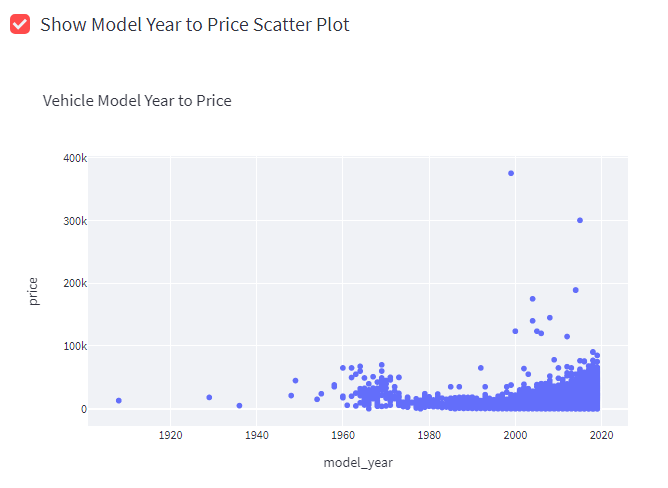 Show Model Year to Price Scatter Plot
Vehicle Model Year to Price
400k
300k
200k
100k
0
price
1920 1940 1960 1980 2000 2020
model_year